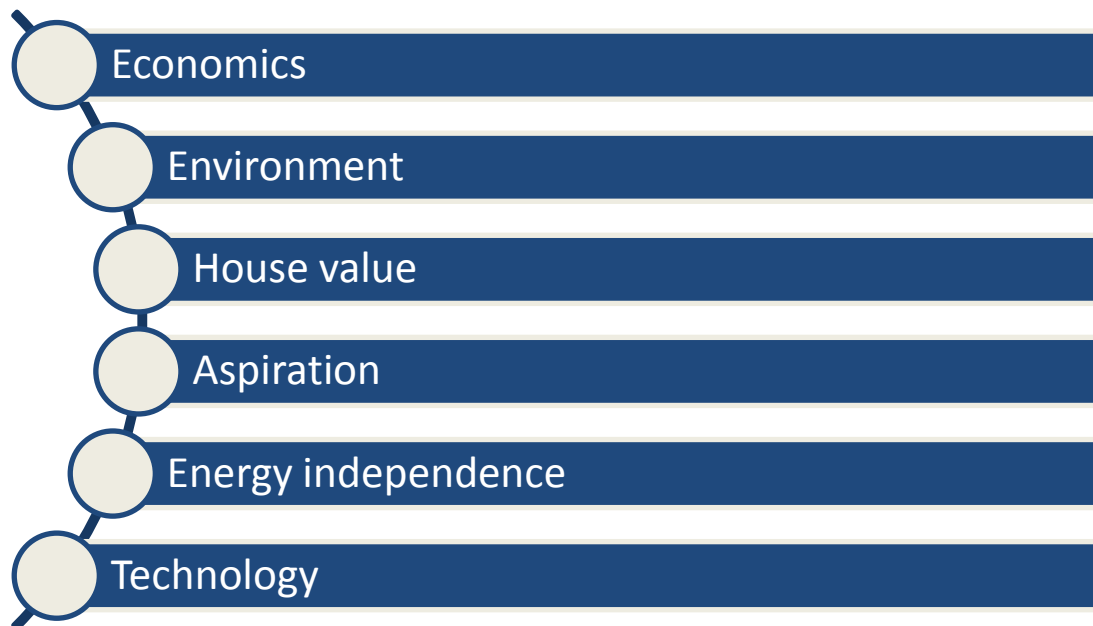 Economics
Environment
House value
Aspiration
Energy independence
Technology